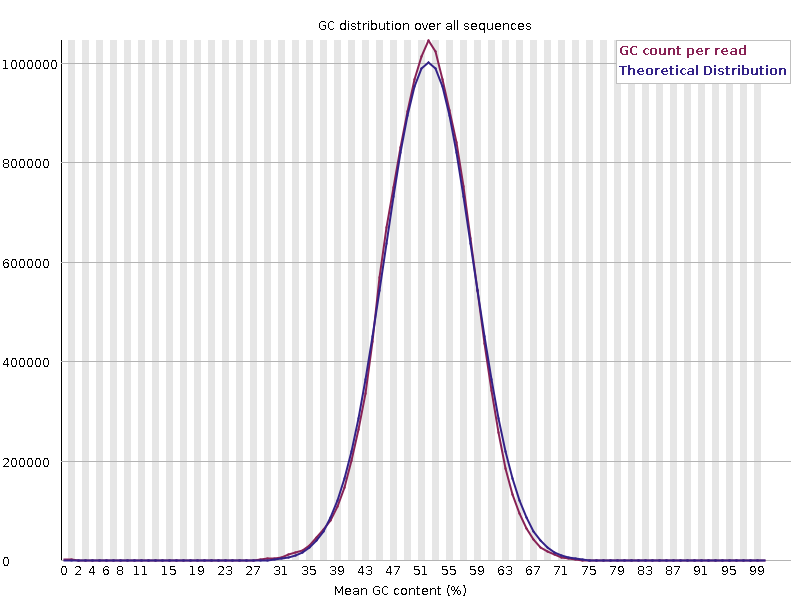 GC distribution over all sequences
GC count per read
Theoretical Distribution
1000000
800000
600000
400000
200000
0
0 2 4 6 8 11 15 19 23 27 31 35 39 43 47 51 55 59 63 67 71 75 79 83 87 91 95 99
Mean GC content (%)